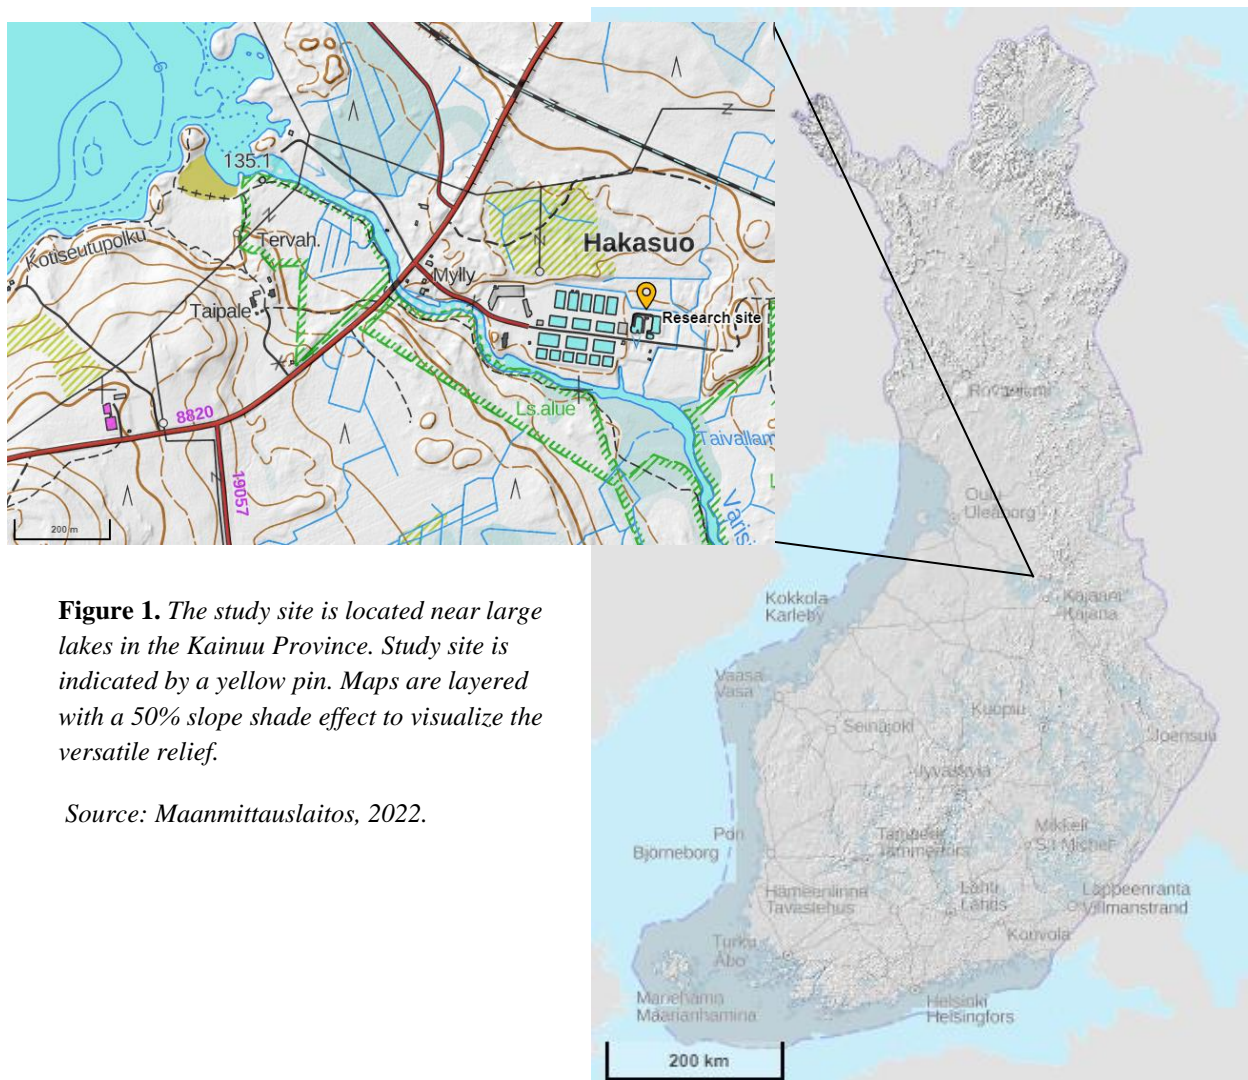 135.1
Kotiseutupolku
Tervah.
Taipale
Mylly
Hakasuo
Research site
8820
19057
Ls.alue
Taivallam
Varisj
200 m
L
N
N
N
N
N
Rovaniemi
Oulu
Uleåborg
Kajaani
Kajana
Kokkola
Karleby
Vaasa
Vasa
Seinäjoki
Kuopio
Joensuu
Jyväskylä
Pori
Björneborg
Tampere
Tammerfors
Mikkeli
S:t Michel
Hämeenlinna
Tavastehus
Lahti
Lahtis
Lappeenranta
Villmanstrand
Kouvola
Turku
Åbo
Mariehamn
Maarianhamina
Helsinki
Helsingfors
200 km
Figure 1. The study site is located near large
lakes in the Kainuu Province. Study site is
indicated by a yellow pin. Maps are layered
with a 50% slope shade effect to visualize the
versatile relief.
Source: Maanmittauslaitos, 2022.